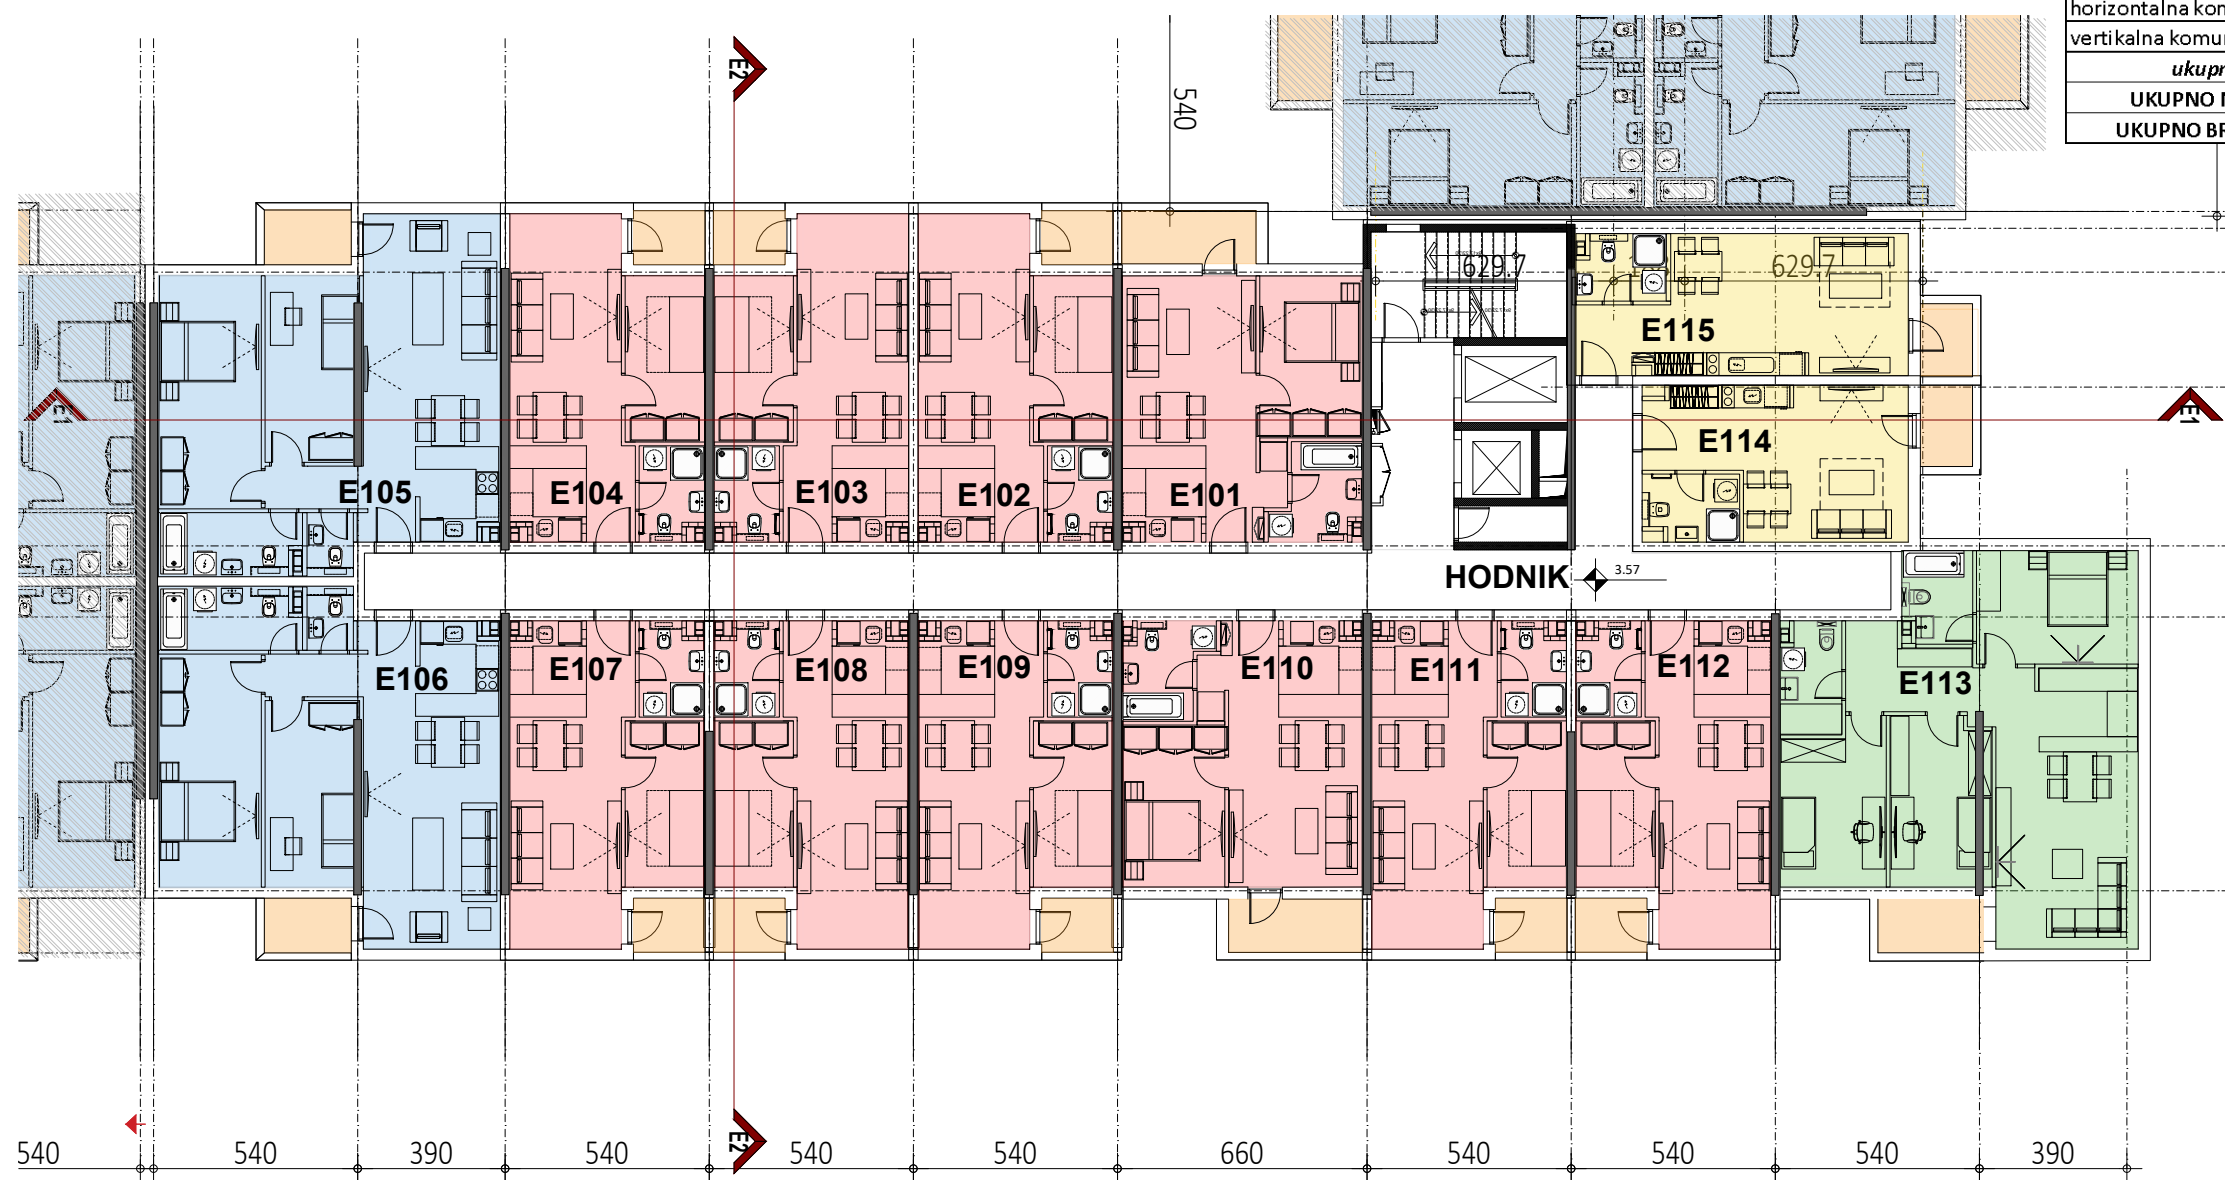 horizontalna kon
vertikalna komu
ukupn
UKUPNO
UKUPNO BR
E2
540
629.7
629.7
E115
E1
E1
E114
E105
E104
E103
E102
E101
HODNIK
3.57
E106
E107
E108
E109
E110
E111
E112
E113
E2
540
540
390
540
540
540
660
540
540
540
390